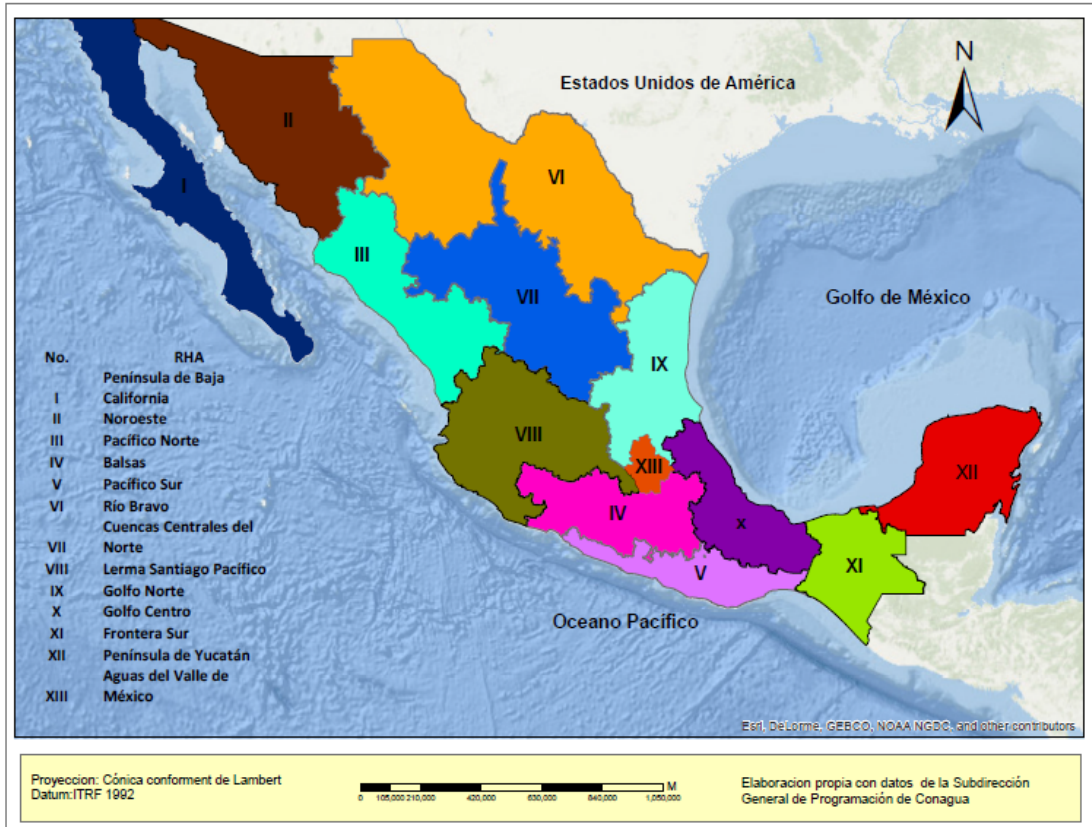 N
Estados Unidos de América
II
I
VI
III
VII
Golfo de México
IX
VIII
XIII
XII
IV
X
XI
V
Oceano Pacífico
No. RHA
Península de Baja
I California
II Noroeste
III Pacífico Norte
IV Balsas
V Pacífico Sur
VI Río Bravo
Cuencas Centrales del
VII Norte
VIII Lerma Santiago Pacífico
IX Golfo Norte
X Golfo Centro
XI Frontera Sur
XII Península de Yucatán
Aguas del Valle de
XIII México
Esri, DeLorme, GEBCO, NOAA NGDC, and other contributors
Proyeccion: Cónica conforment de Lambert
Datum:ITRF 1992
M
0 105,000 210,000 420,000 630,000 840,000 1,050,000
Elaboracion propia con datos de la Subdirección
General de Programación de Conagua